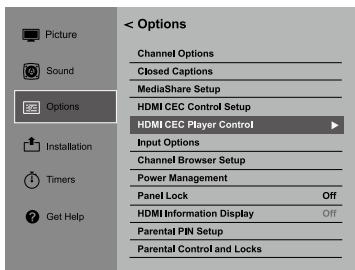 Picture
Sound
Options
Installation
Timers
Get Help
< Options
Channel Options
Closed Captions
MediaShare Setup
HDMI CEC Control Setup
HDMI CEC Player Control
Input Options
Channel Browser Setup
Power Management
Panel Lock Off
HDMI Information Display Off
Parental PIN Setup
Parental Control and Locks